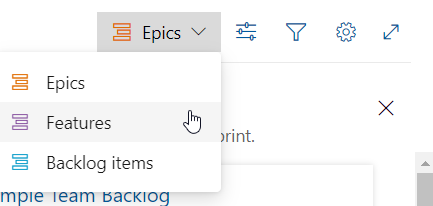 Epics
Epics
Features
print.
Backlog items
mple Team Backlog